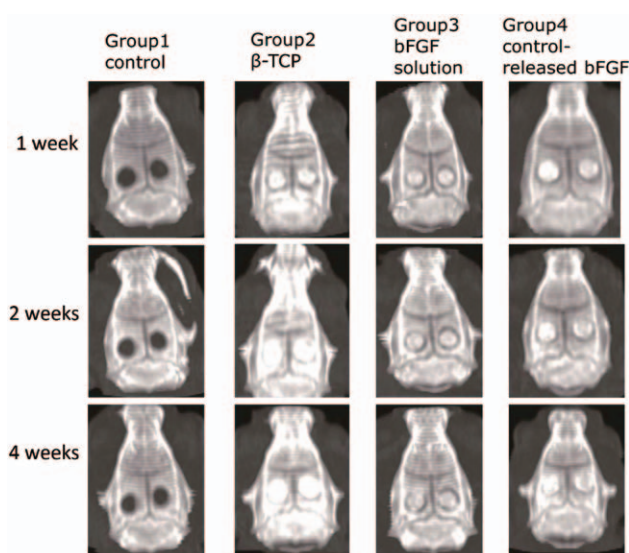 Group1
control
Group2
β-TCP
Group3
bFGF
solution
Group4
control-
released bFGF
1 week
2 weeks
4 weeks